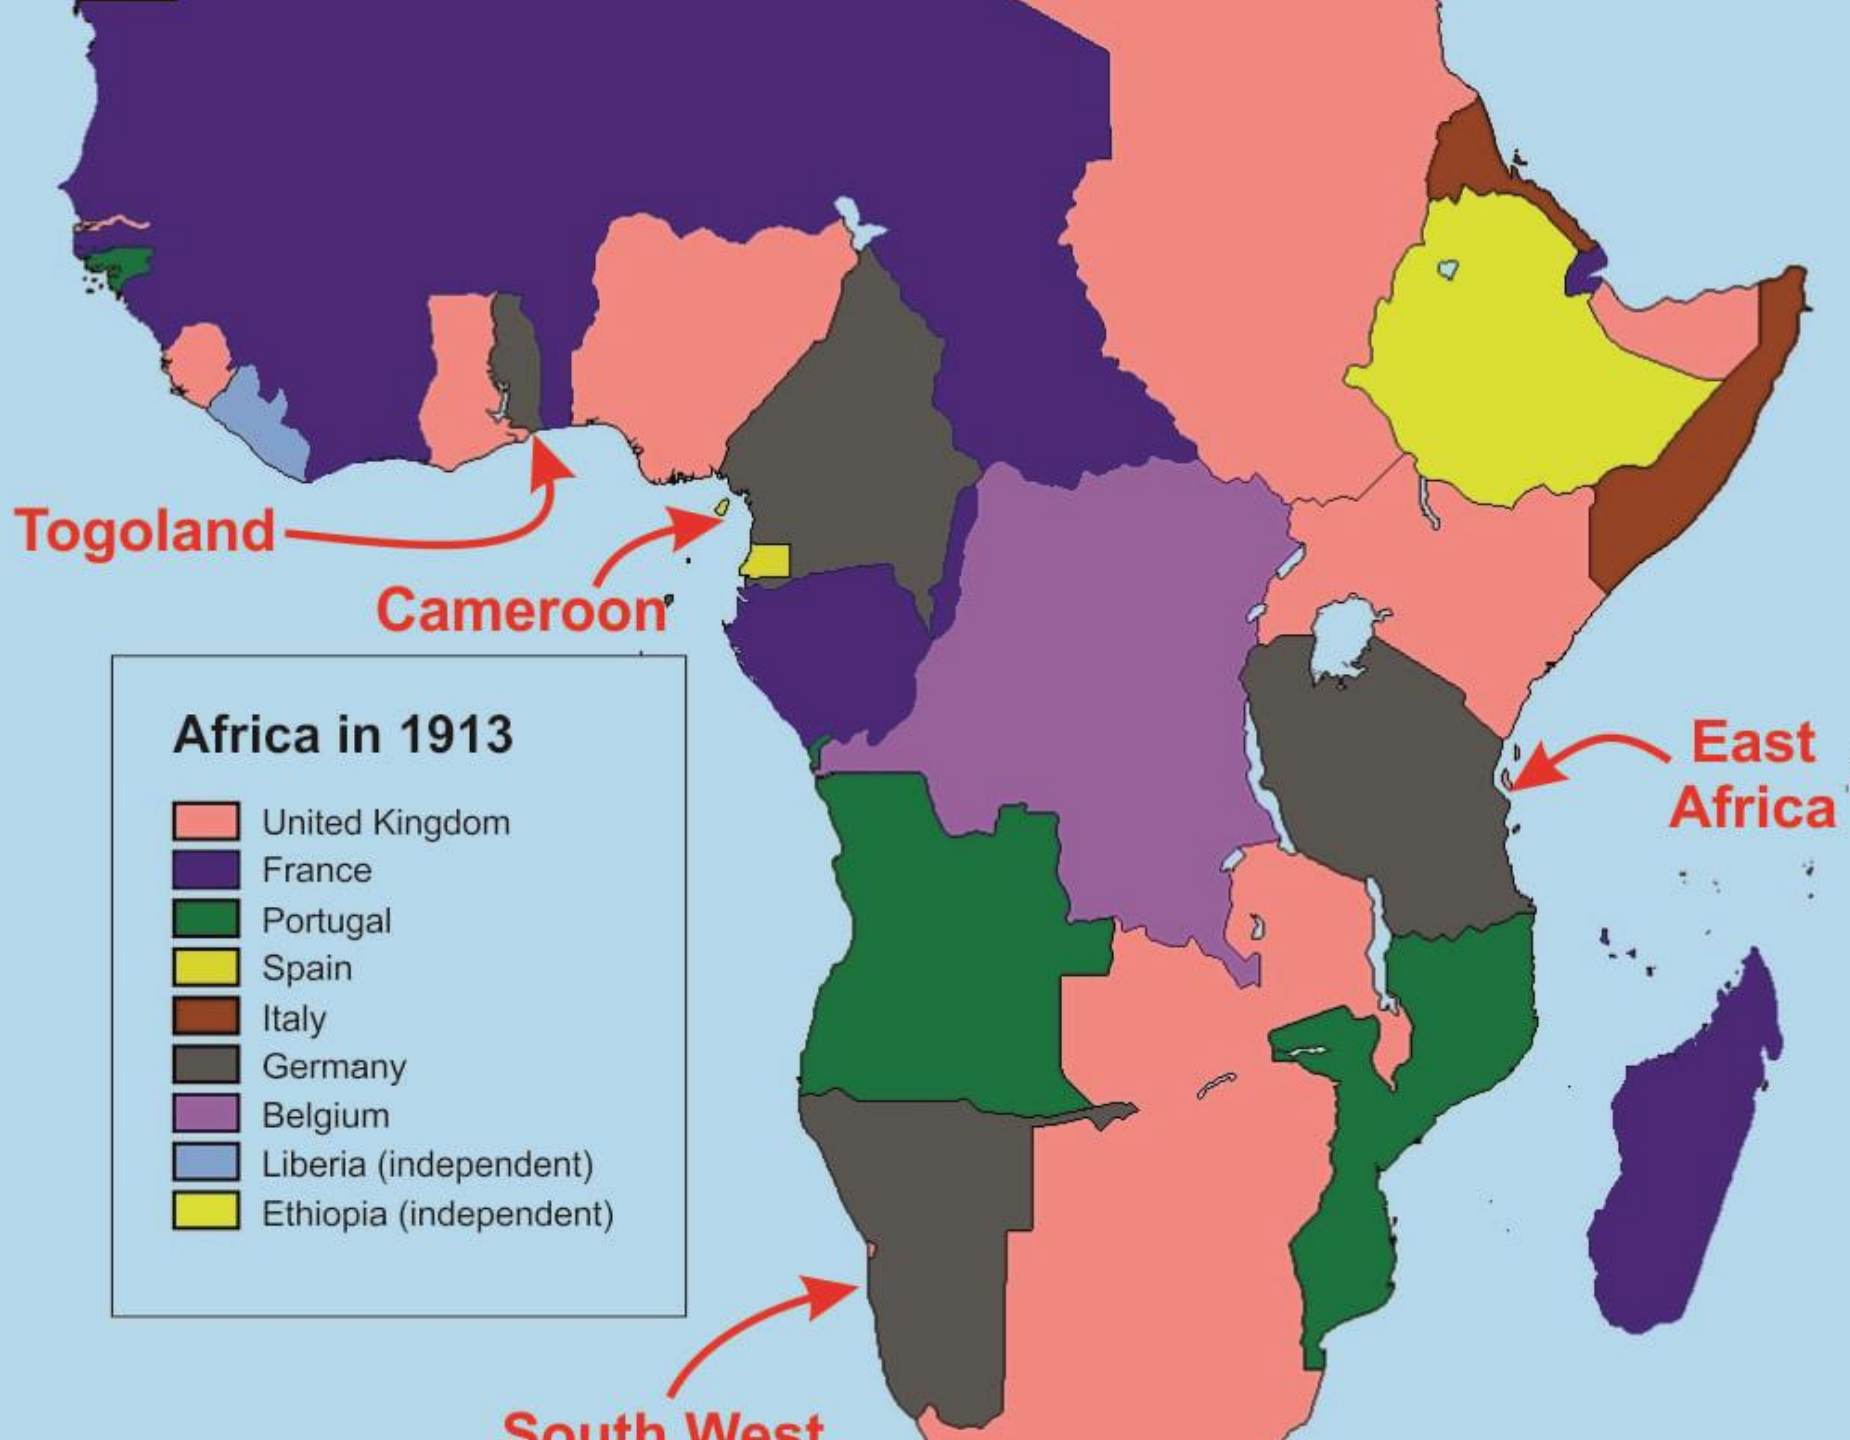 Togoland
Cameroon
Africa in 1913
United Kingdom
France
Portugal
Spain
Italy
Germany
Belgium
Liberia (independent)
Ethiopia (independent)
East
Africa
South West